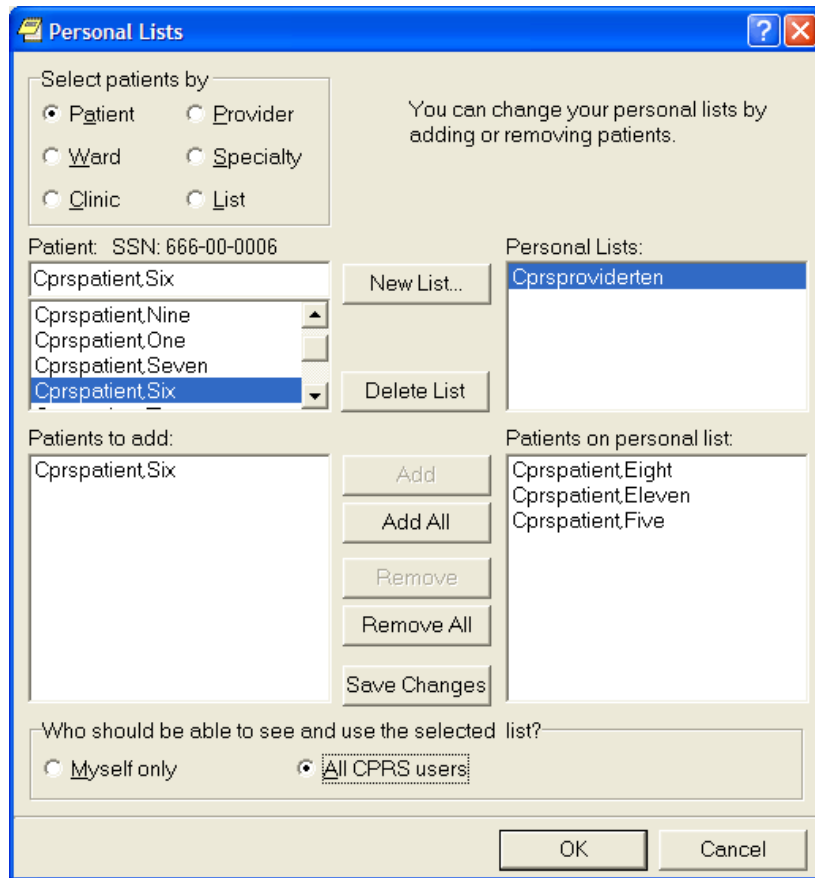 Personal Lists
Select patients by
Patient
Provider
Ward
Specialty
Clinic
List
You can change your personal lists by
adding or removing patients.
Patient: SSN: 666-00-0006
Cprspatient,Six
Cprspatient,Nine
Cprspatient,One
Cprspatient,Seven
Cprspatient,Six
New List...
Delete List
Personal Lists:
Cprsproviderten
Patients to add:
Cprspatient,Six
Add
Add All
Remove
Remove All
Save Changes
Patients on personal list:
Cprspatient,Eight
Cprspatient,Eleven
Cprspatient,Five
Who should be able to see and use the selected list?
Myself only
All CPRS users
OK
Cancel